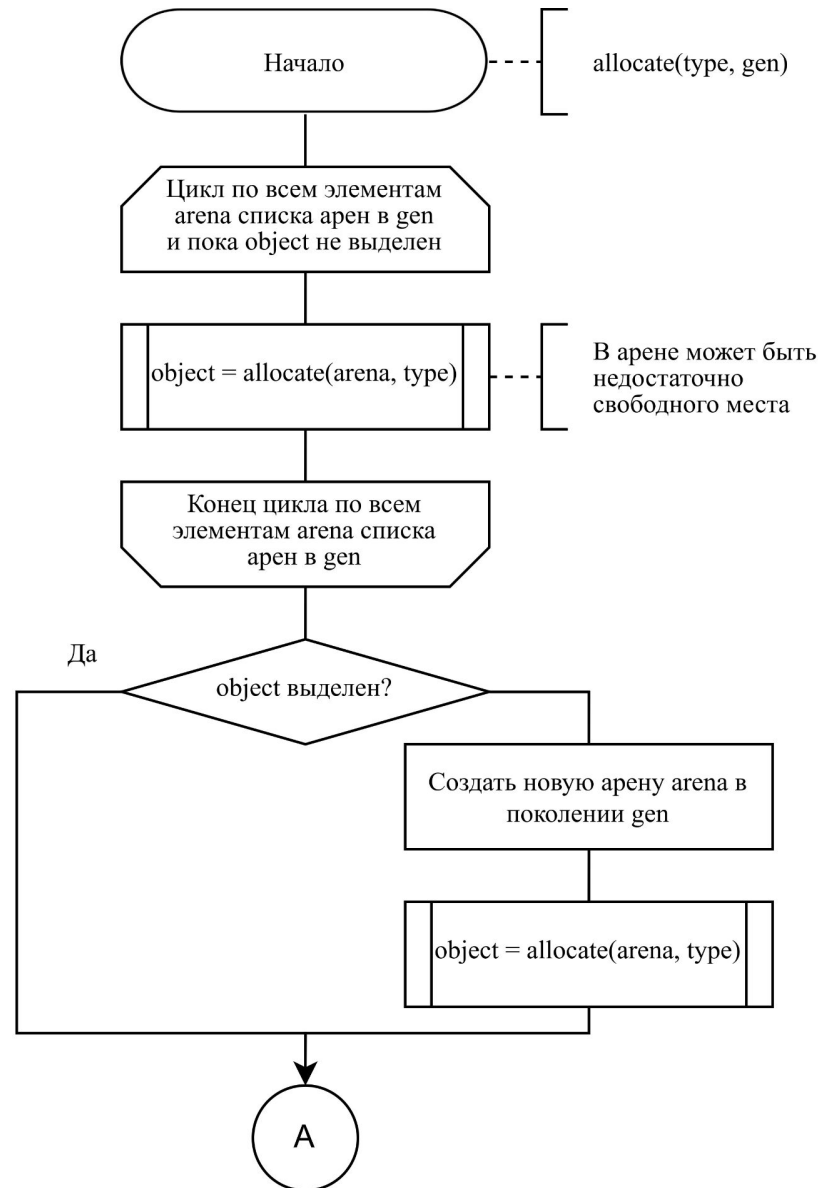 Начало
allocate(type, gen)
Цикл по всем элементам
arena списка арен в gen
и пока object не выделен
object = allocate(arena, type)
В арене может быть
недостаточно
свободного места
Конец цикла по всем
элементам arena списка
арен в gen
Да
object выделен?
Создать новую арену arena в
поколении gen
object = allocate(arena, type)
A